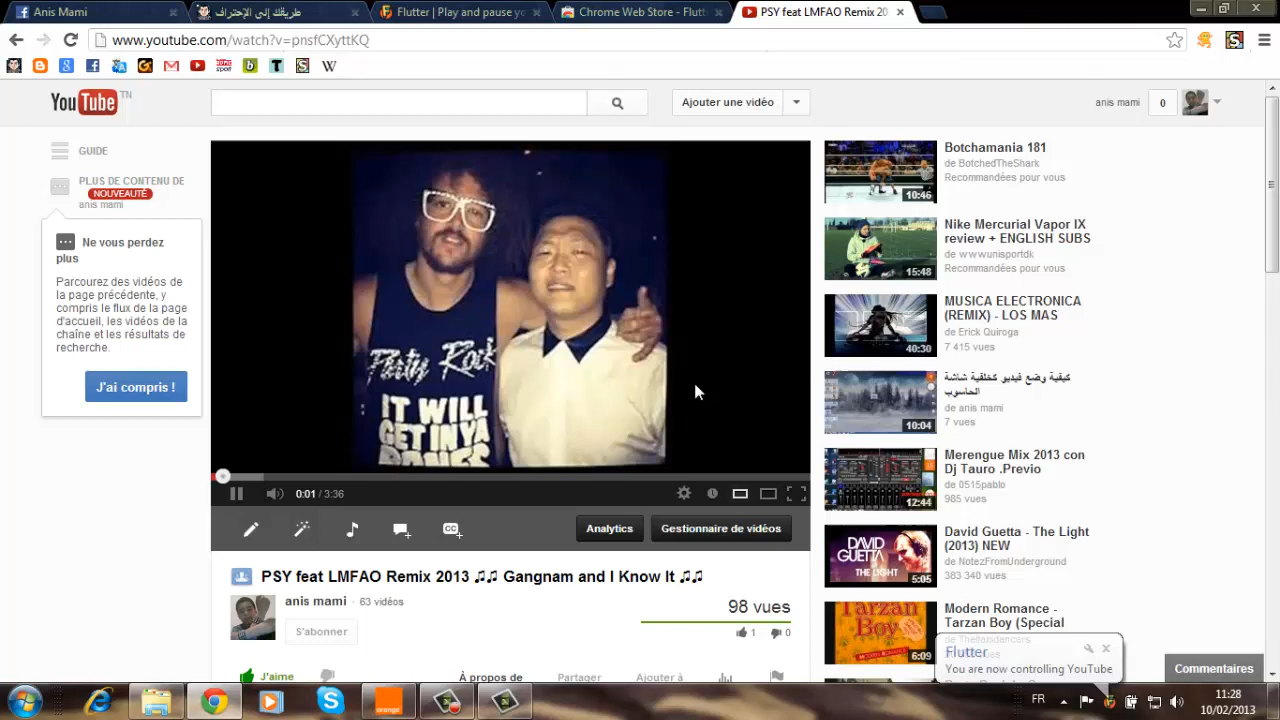 Anis Mami
طريقك إلى الإحتراف
Flutter | Play and pause yo
Chrome Web Store - Flutt
PSY feat LMFAO Remix 20
www.youtube.com/watch?v=pnsfCXyttKQ
You Tube TN
Ajouter une vidéo
anis mami
0
GUIDE
PLUS DE CONTENU DE
NOUVEAUTÉ
anis mami
Ne vous perdez
plus
Parcourez des vidéos de
la page précédente, y
compris le flux de la page
d'accueil, les vidéos de la
chaîne et les résultats de
recherche.
J'ai compris !
Party Rock
IT WILL
GET IN YA
0:01 / 3:36
Analytics
Gestionnaire de vidéos
PSY feat LMFAO Remix 2013 ♫♫ Gangnam and I Know It ♫♫
anis mami 63 vidéos
S'abonner
98 vues
1
0
J'aime
À propos de
Partager
Ajouter à
Botchamania 181
de BotchedTheShark
Recommandées pour vous
10:46
Nike Mercurial Vapor IX
review + ENGLISH SUBS
de wwwunisportdk
Recommandées pour vous
15:48
MUSICA ELECTRONICA
(REMIX) - LOS MAS
de Erick Quiroga
7 415 vues
40:30
كيفية وضع فيديو كخلفية شاشة
الحاسوب
de anis mami
7 vues
10:04
Merengue Mix 2013 con
Dj Tauro .Previo
de 0515pablo
985 vues
12:44
David Guetta - The Light
(2013) NEW
de NotezFromUnderground
383 340 vues
DAVID
GUETTA
THE LIGHT
5:05
Modern Romance -
Tarzan Boy (Special
Tarzan
Boy
6:09
Flutter
You are now controlling YouTube
Commentaires
orange
FR
11:28
10/02/2013